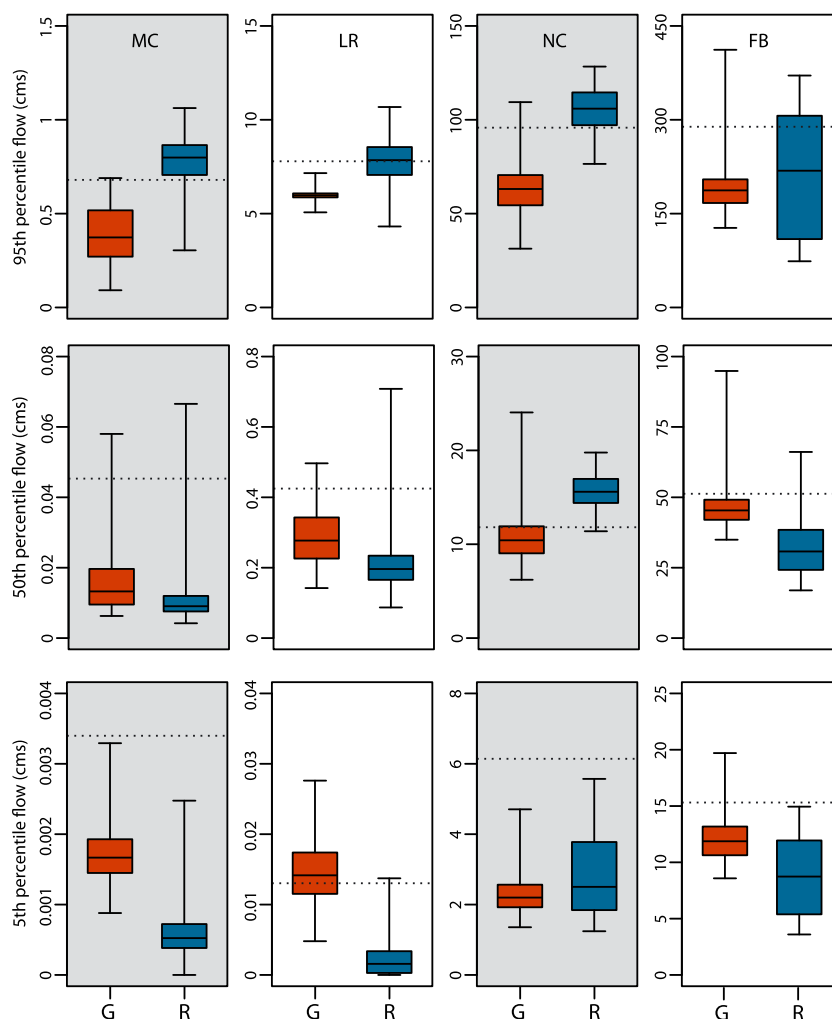 MC LR NC FB
95th percentile flow (cms)
0 0.5 1 1.5
0 5 10 15
0 50 100 150
0 150 300 450
50th percentile flow (cms)
0 0.02 0.04 0.06 0.08
0 0.2 0.4 0.6 0.8
0 10 20 30
0 25 50 75 100
5th percentile flow (cms)
0 0.001 0.002 0.003 0.004
0 0.01 0.02 0.03 0.04
0 2 4 6 8
0 5 10 15 20 25
G R G R G R G R